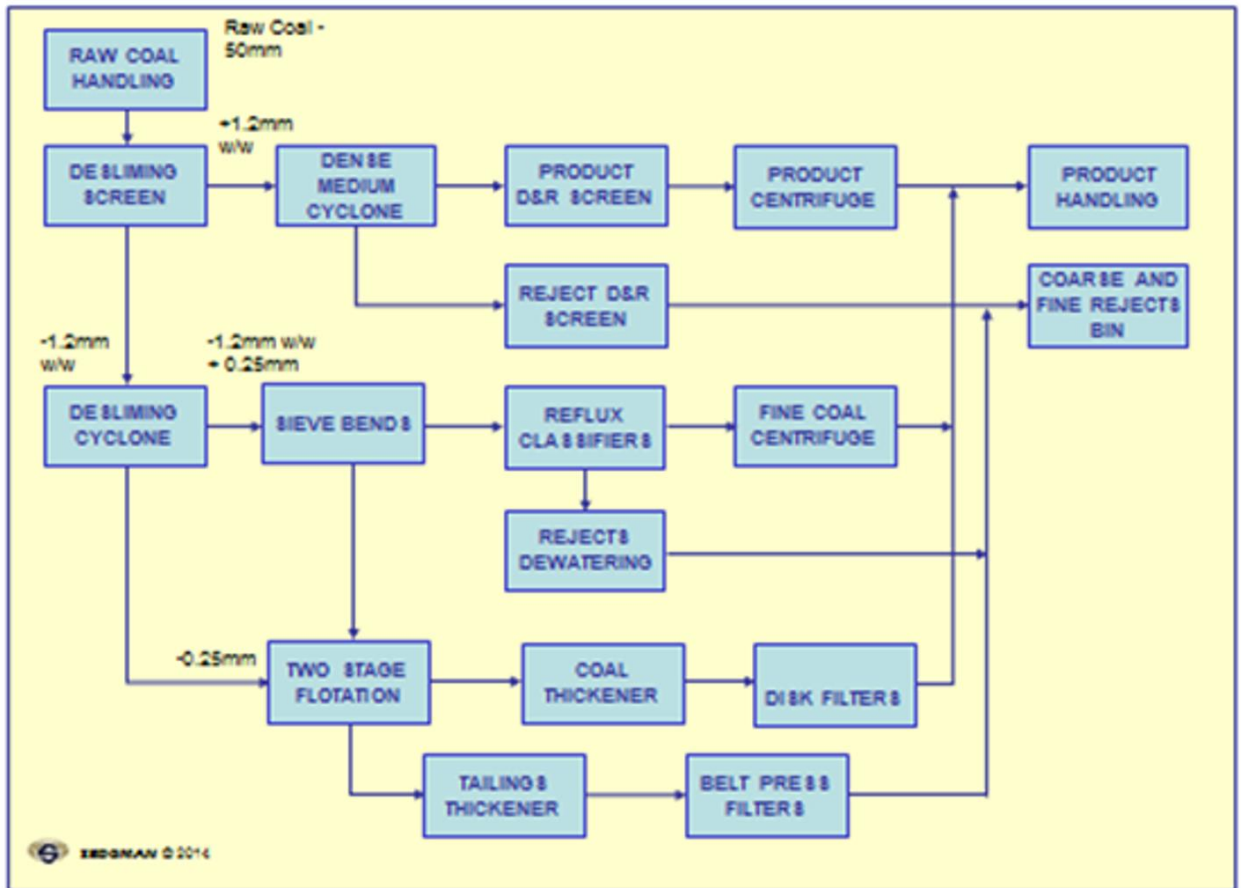 Raw Coal -
50mm
RAW COAL
HANDLING
+1.2mm
w/w
DESLIMING
SCREEN
DENSE
MEDIUM
CYCLONE
PRODUCT
D&R SCREEN
PRODUCT
CENTRIFUGE
PRODUCT
HANDLING
REJECT D&R
SCREEN
COARSE AND
FINE REJECTS
BIN
-1.2mm
w/w
-1.2mm w/w
+ 0.25mm
DESLIMING
CYCLONE
SIEVE BENDS
REFLUX
CLASSIFIERS
FINE COAL
CENTRIFUGE
REJECTS
DEWATERING
-0.25mm
TWO STAGE
FLOTATION
COAL
THICKENER
DISK FILTERS
TAILINGS
THICKENER
BELT PRESS
FILTERS
SEDGMAN © 2014